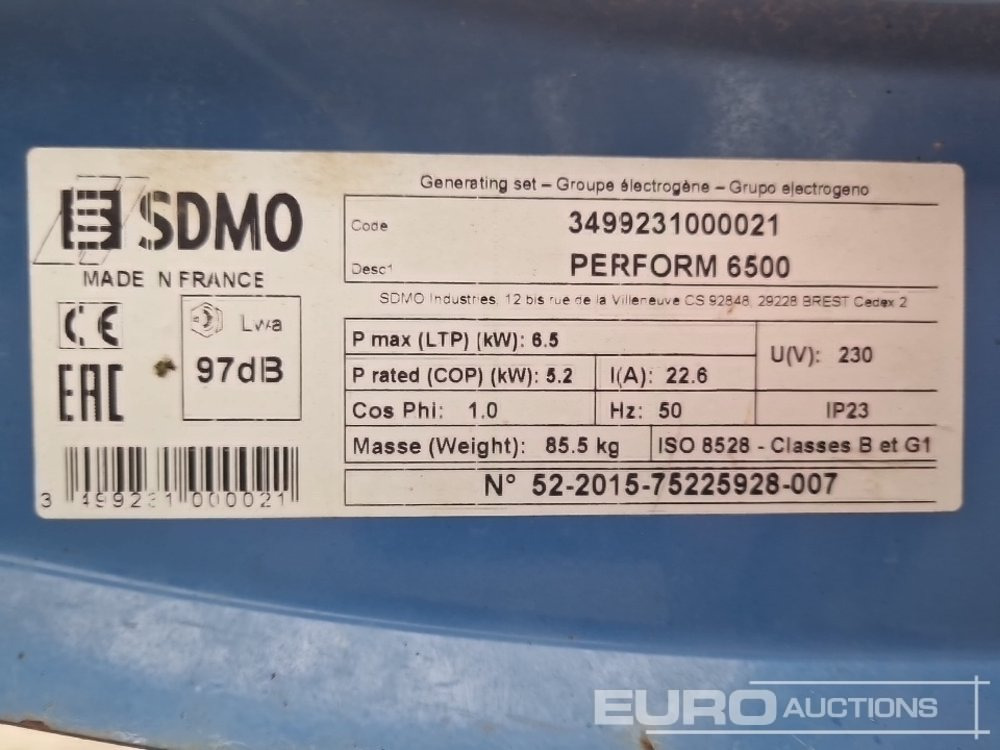 SDMO
MADE IN FRANCE
CE
Lwa
97dB
EAC
3 499231 000021
Generating set – Groupe électrogène – Grupo electrogeno
Code 3499231000021
Desc1 PERFORM 6500
SDMO Industries, 12 bis rue de la Villeneuve CS 92848, 29228 BREST Cedex 2
P max (LTP) (kW): 6.5
U(V): 230
P rated (COP) (kW): 5.2 I(A): 22.6
Cos Phi: 1.0 Hz: 50 IP23
Masse (Weight): 85.5 kg ISO 8528 - Classes B et G1
N° 52-2015-75225928-007
EURO AUCTIONS